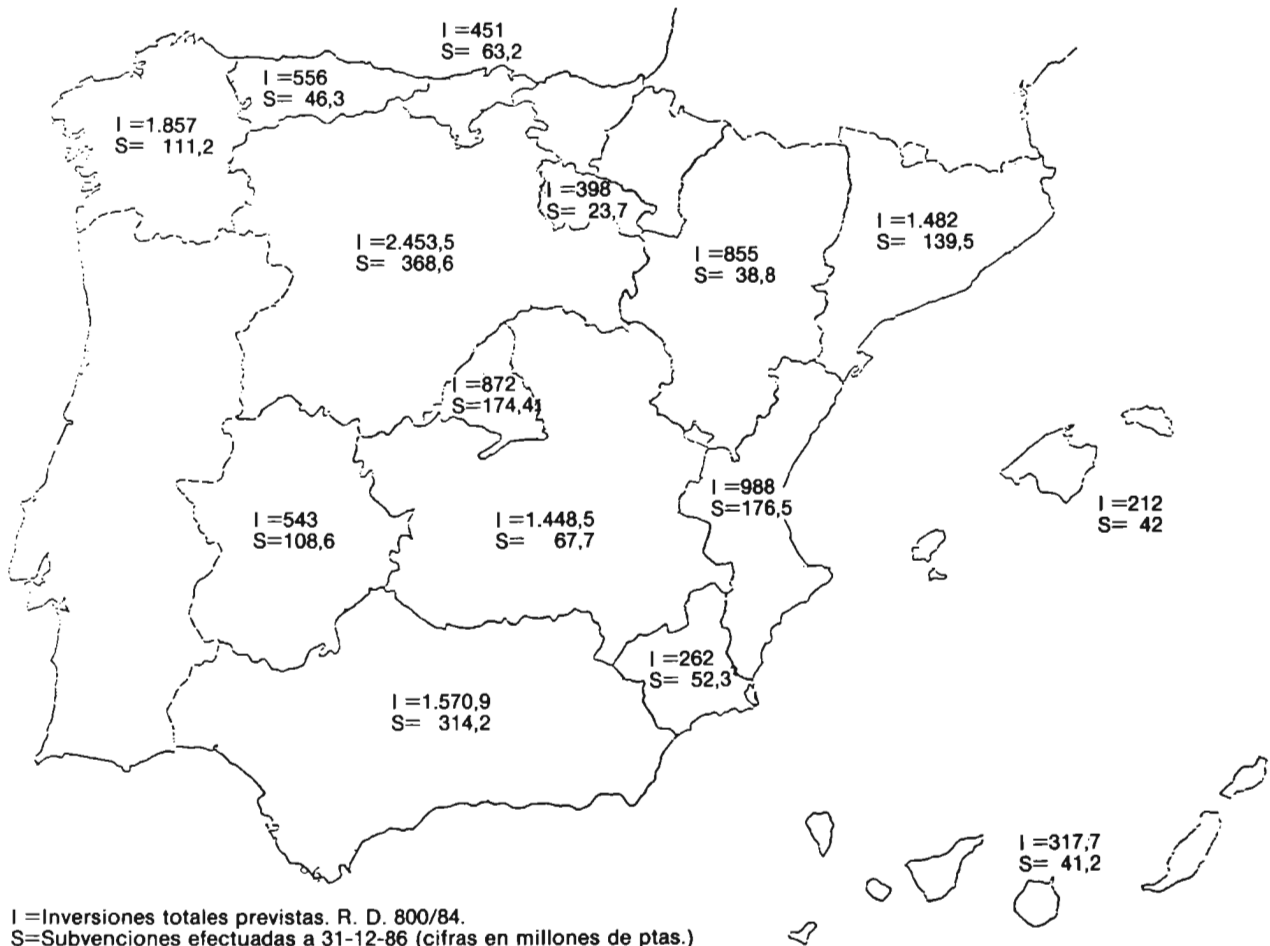 I =451
S= 63,2
I =556
S= 46,3
I =1.857
S= 111,2
I =398
S= 23,7
I =1.482
S= 139,5
I =2.453,5
S= 368,6
I =855
S= 38,8
I =872
S=174,4
I =988
S=176,5
I =212
S= 42
I =543
S=108,6
I =1.448,5
S= 67,7
I =262
S= 52,3
I =1.570,9
S= 314,2
I =317,7
S= 41,2
I =Inversiones totales previstas. R. D. 800/84.
S=Subvenciones efectuadas a 31-12-86 (cifras en millones de ptas.)